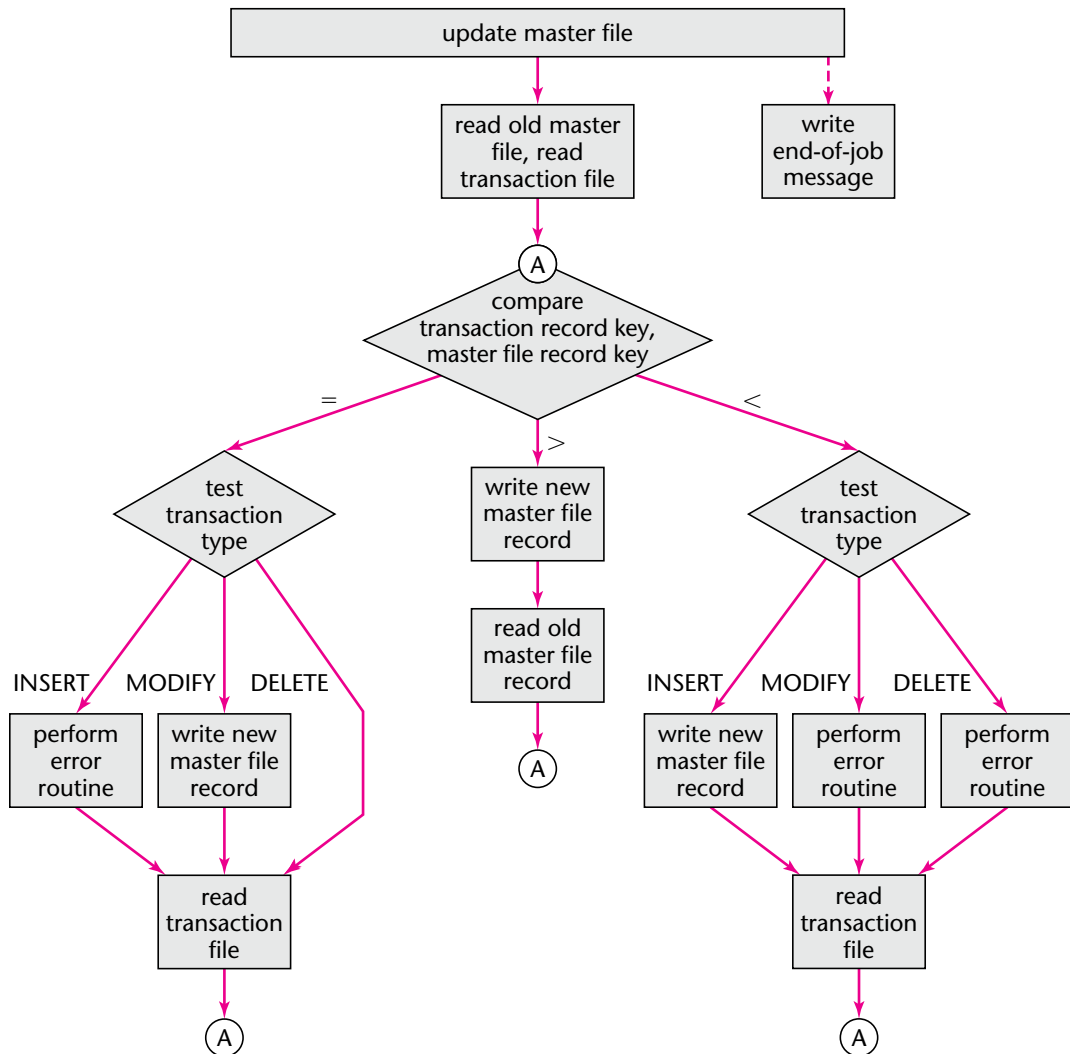 update master file
read old master
file, read
transaction file
write
end-of-job
message
A
compare
transaction record key,
master file record key
=
>
<
test
transaction
type
write new
master file
record
test
transaction
type
read old
master file
record
INSERT
MODIFY
DELETE
INSERT
MODIFY
DELETE
perform
error
routine
write new
master file
record
A
write new
master file
record
perform
error
routine
perform
error
routine
read
transaction
file
read
transaction
file
A
A